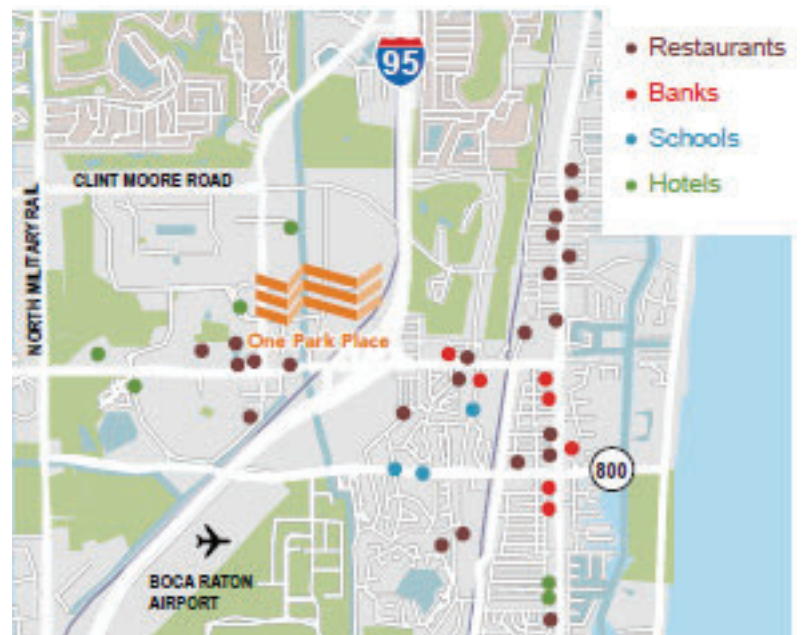 95
Restaurants
Banks
Schools
Hotels
CLINT MOORE ROAD
NORTH MILITARY RAIL
One Park Place
800
BOCA RATON
AIRPORT